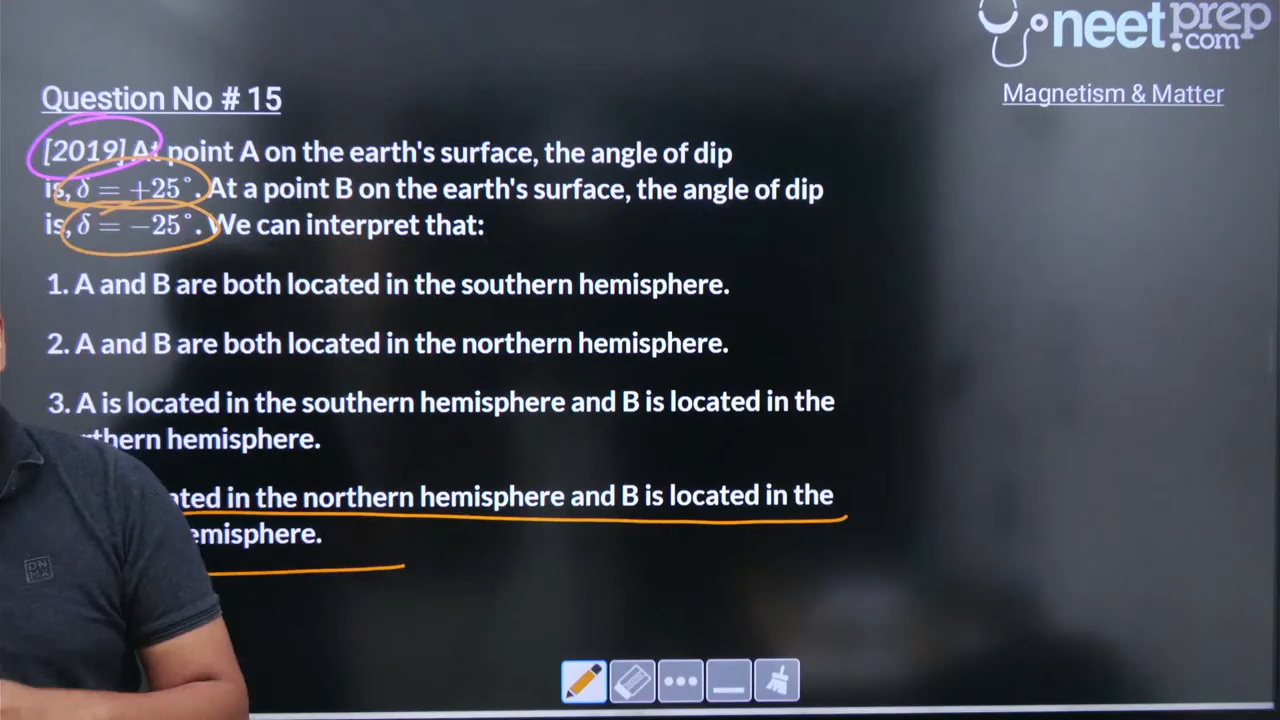 neetprep
.com
Magnetism & Matter
Question No # 15
[2019] At point A on the earth's surface, the angle of dip
is, δ = +25°. At a point B on the earth's surface, the angle of dip
is, δ = −25°. We can interpret that:
1. A and B are both located in the southern hemisphere.
2. A and B are both located in the northern hemisphere.
3. A is located in the southern hemisphere and B is located in the
hemisphere.
in the northern hemisphere and B is located in the